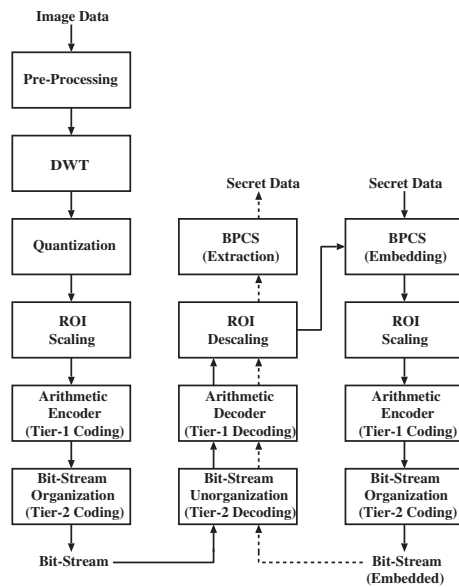 Image Data
Pre-Processing
DWT
Quantization
ROI
Scaling
Arithmetic
Encoder
(Tier-1 Coding)
Bit-Stream
Organization
(Tier-2 Coding)
Bit-Stream
Secret Data
BPCS
(Extraction)
ROI
Descaling
Arithmetic
Decoder
(Tier-1 Decoding)
Bit-Stream
Unorganization
(Tier-2 Decoding)
Secret Data
BPCS
(Embedding)
ROI
Scaling
Arithmetic
Encoder
(Tier-1 Coding)
Bit-Stream
Organization
(Tier-2 Coding)
Bit-Stream
(Embedded)